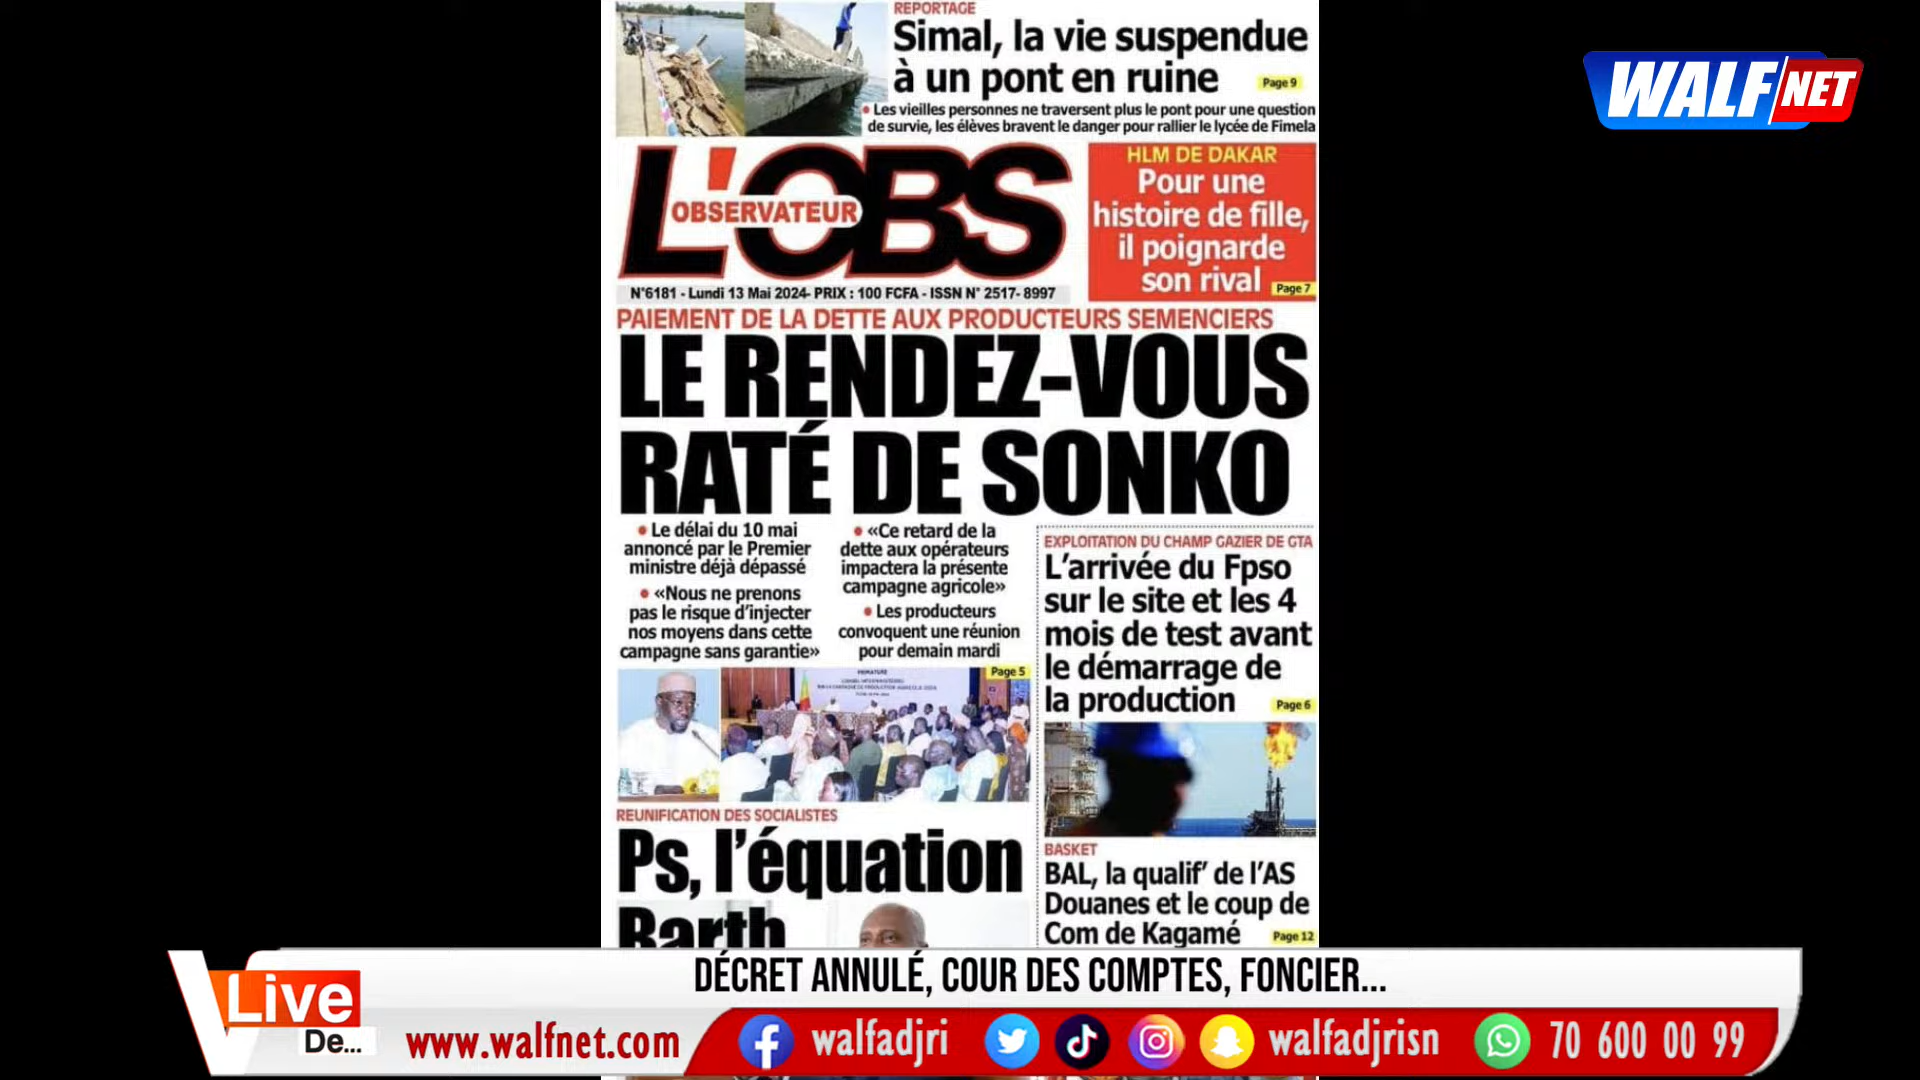 REPORTAGE
Simal, la vie suspendue
à un pont en ruine
Page 9
• Les vieilles personnes ne traversent plus le pont pour une question
de survie, les élèves bravent le danger pour rallier le lycée de Fimela
WALF NET
L'OBS
OBSERVATEUR
HLM DE DAKAR
Pour une
histoire de fille,
il poignarde
son rival
Page 7
N°6181 - Lundi 13 Mai 2024- PRIX : 100 FCFA - ISSN N° 2517- 8997
PAIEMENT DE LA DETTE AUX PRODUCTEURS SEMENCIERS
LE RENDEZ-VOUS
RATÉ DE SONKO
• Le délai du 10 mai
annoncé par le Premier
ministre déjà dépassé
• «Nous ne prenons
pas le risque d'injecter
nos moyens dans cette
campagne sans garantie»
• «Ce retard de la
dette aux opérateurs
impactera la présente
campagne agricole»
• Les producteurs
convoquent une réunion
pour demain mardi
Page 5
EXPLOITATION DU CHAMP GAZIER DE GTA
L'arrivée du Fpso
sur le site et les 4
mois de test avant
le démarrage de
la production
Page 6
PRIMATURE
REUNIFICATION DES SOCIALISTES
Ps, l'équation
Barth
BASKET
BAL, la qualif' de l'AS
Douanes et le coup de
Com de Kagamé
Page 12
DÉCRET ANNULÉ, COUR DES COMPTES, FONCIER...
Live
De...
www.walfnet.com
walfadjri
walfadjrisn
70 600 00 99